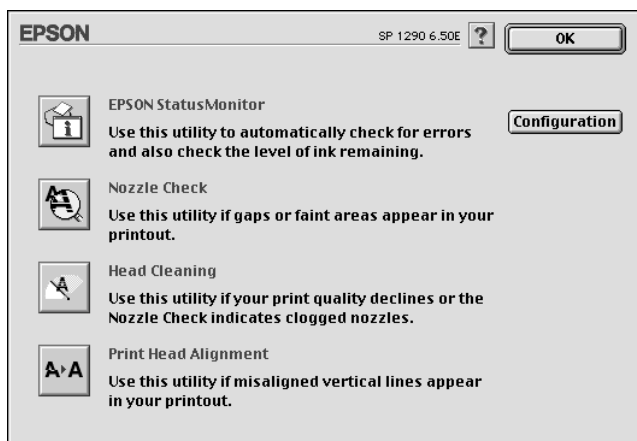 EPSON
SP 1290 6.50E
?
OK
EPSON StatusMonitor
Use this utility to automatically check for errors
and also check the level of ink remaining.
Configuration
Nozzle Check
Use this utility if gaps or faint areas appear in your
printout.
Head Cleaning
Use this utility if your print quality declines or the
Nozzle Check indicates clogged nozzles.
A▸A
Print Head Alignment
Use this utility if misaligned vertical lines appear
in your printout.